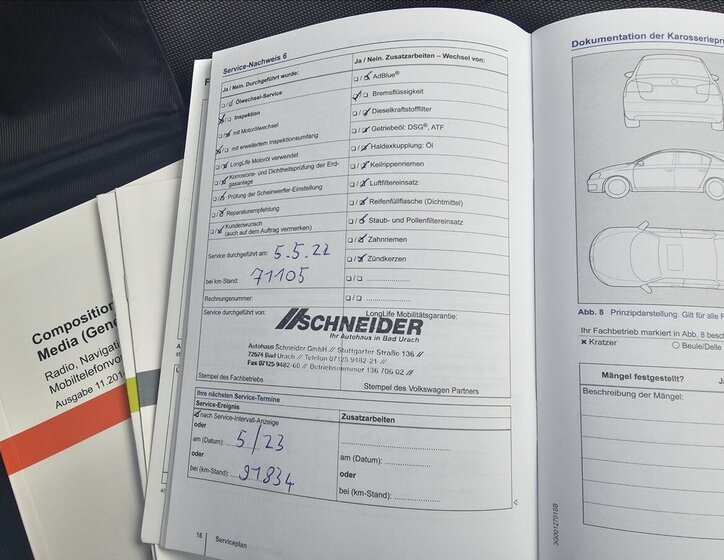 Service-Nachweis 6
Ja / Nein. Durchgeführt wurde:
Ölwechsel-Service
Inspektion
mit Motorölwechsel
mit erweitertem Inspektionsumfang
LongLife Motoröl verwendet
Korrosions- und Dichtheitsprüfung der Erd-
gasanlage
Prüfung der Scheinwerfer-Einstellung
Reparaturempfehlung
Kundenwunsch
(auch auf dem Auftrag vermerken)
Service durchgeführt am: 5.5.22
bei km-Stand: 71105
Rechnungsnummer:
Ja / Nein. Zusatzarbeiten – Wechsel von:
AdBlue®
Bremsflüssigkeit
Dieselkraftstofffilter
Getriebeöl: DSG®, ATF
Haldexkupplung: Öl
Keilrippenriemen
Luftfiltereinsatz
Reifenfüllflasche (Dichtmittel)
Staub- und Pollenfiltereinsatz
Zahnriemen
Zündkerzen
Service durchgeführt von:
LongLife Mobilitätsgarantie:
SCHNEIDER
Ihr Autohaus in Bad Urach
Autohaus Schneider GmbH // Stuttgarter Straße 136 //
72574 Bad Urach // Telefon 07125 9482-21 //
Fax 07125 9482-60 // Betriebsnummer 136 706 02 //
Stempel des Fachbetriebs
Stempel des Volkswagen Partners
Ihre nächsten Service-Termine
Service-Ereignis
nach Service-Intervall-Anzeige
oder
am (Datum): 5/23
oder
bei (km-Stand): 91834
Zusatzarbeiten
am (Datum):
oder
bei (km-Stand):
16
Serviceplan
Dokumentation der Karosserieprü
Abb. 8 Prinzipdarstellung. Gilt für alle
Ihr Fachbetrieb markiert in Abb. 8 besc
Kratzer
Beule/Delle
Mängel festgestellt?
Beschreibung der Mängel:
3G0012701SB
Composition
Media (Gene
Radio, Naviga
Mobiltelefonvo
Ausgabe 11.201